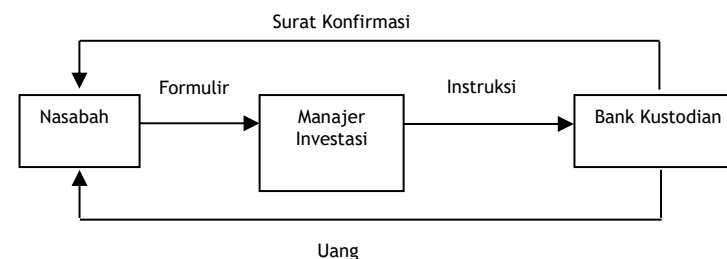 Surat Konfirmasi
Formulir
Instruksi
Nasabah
Manajer
Investasi
Bank Kustodian
Uang